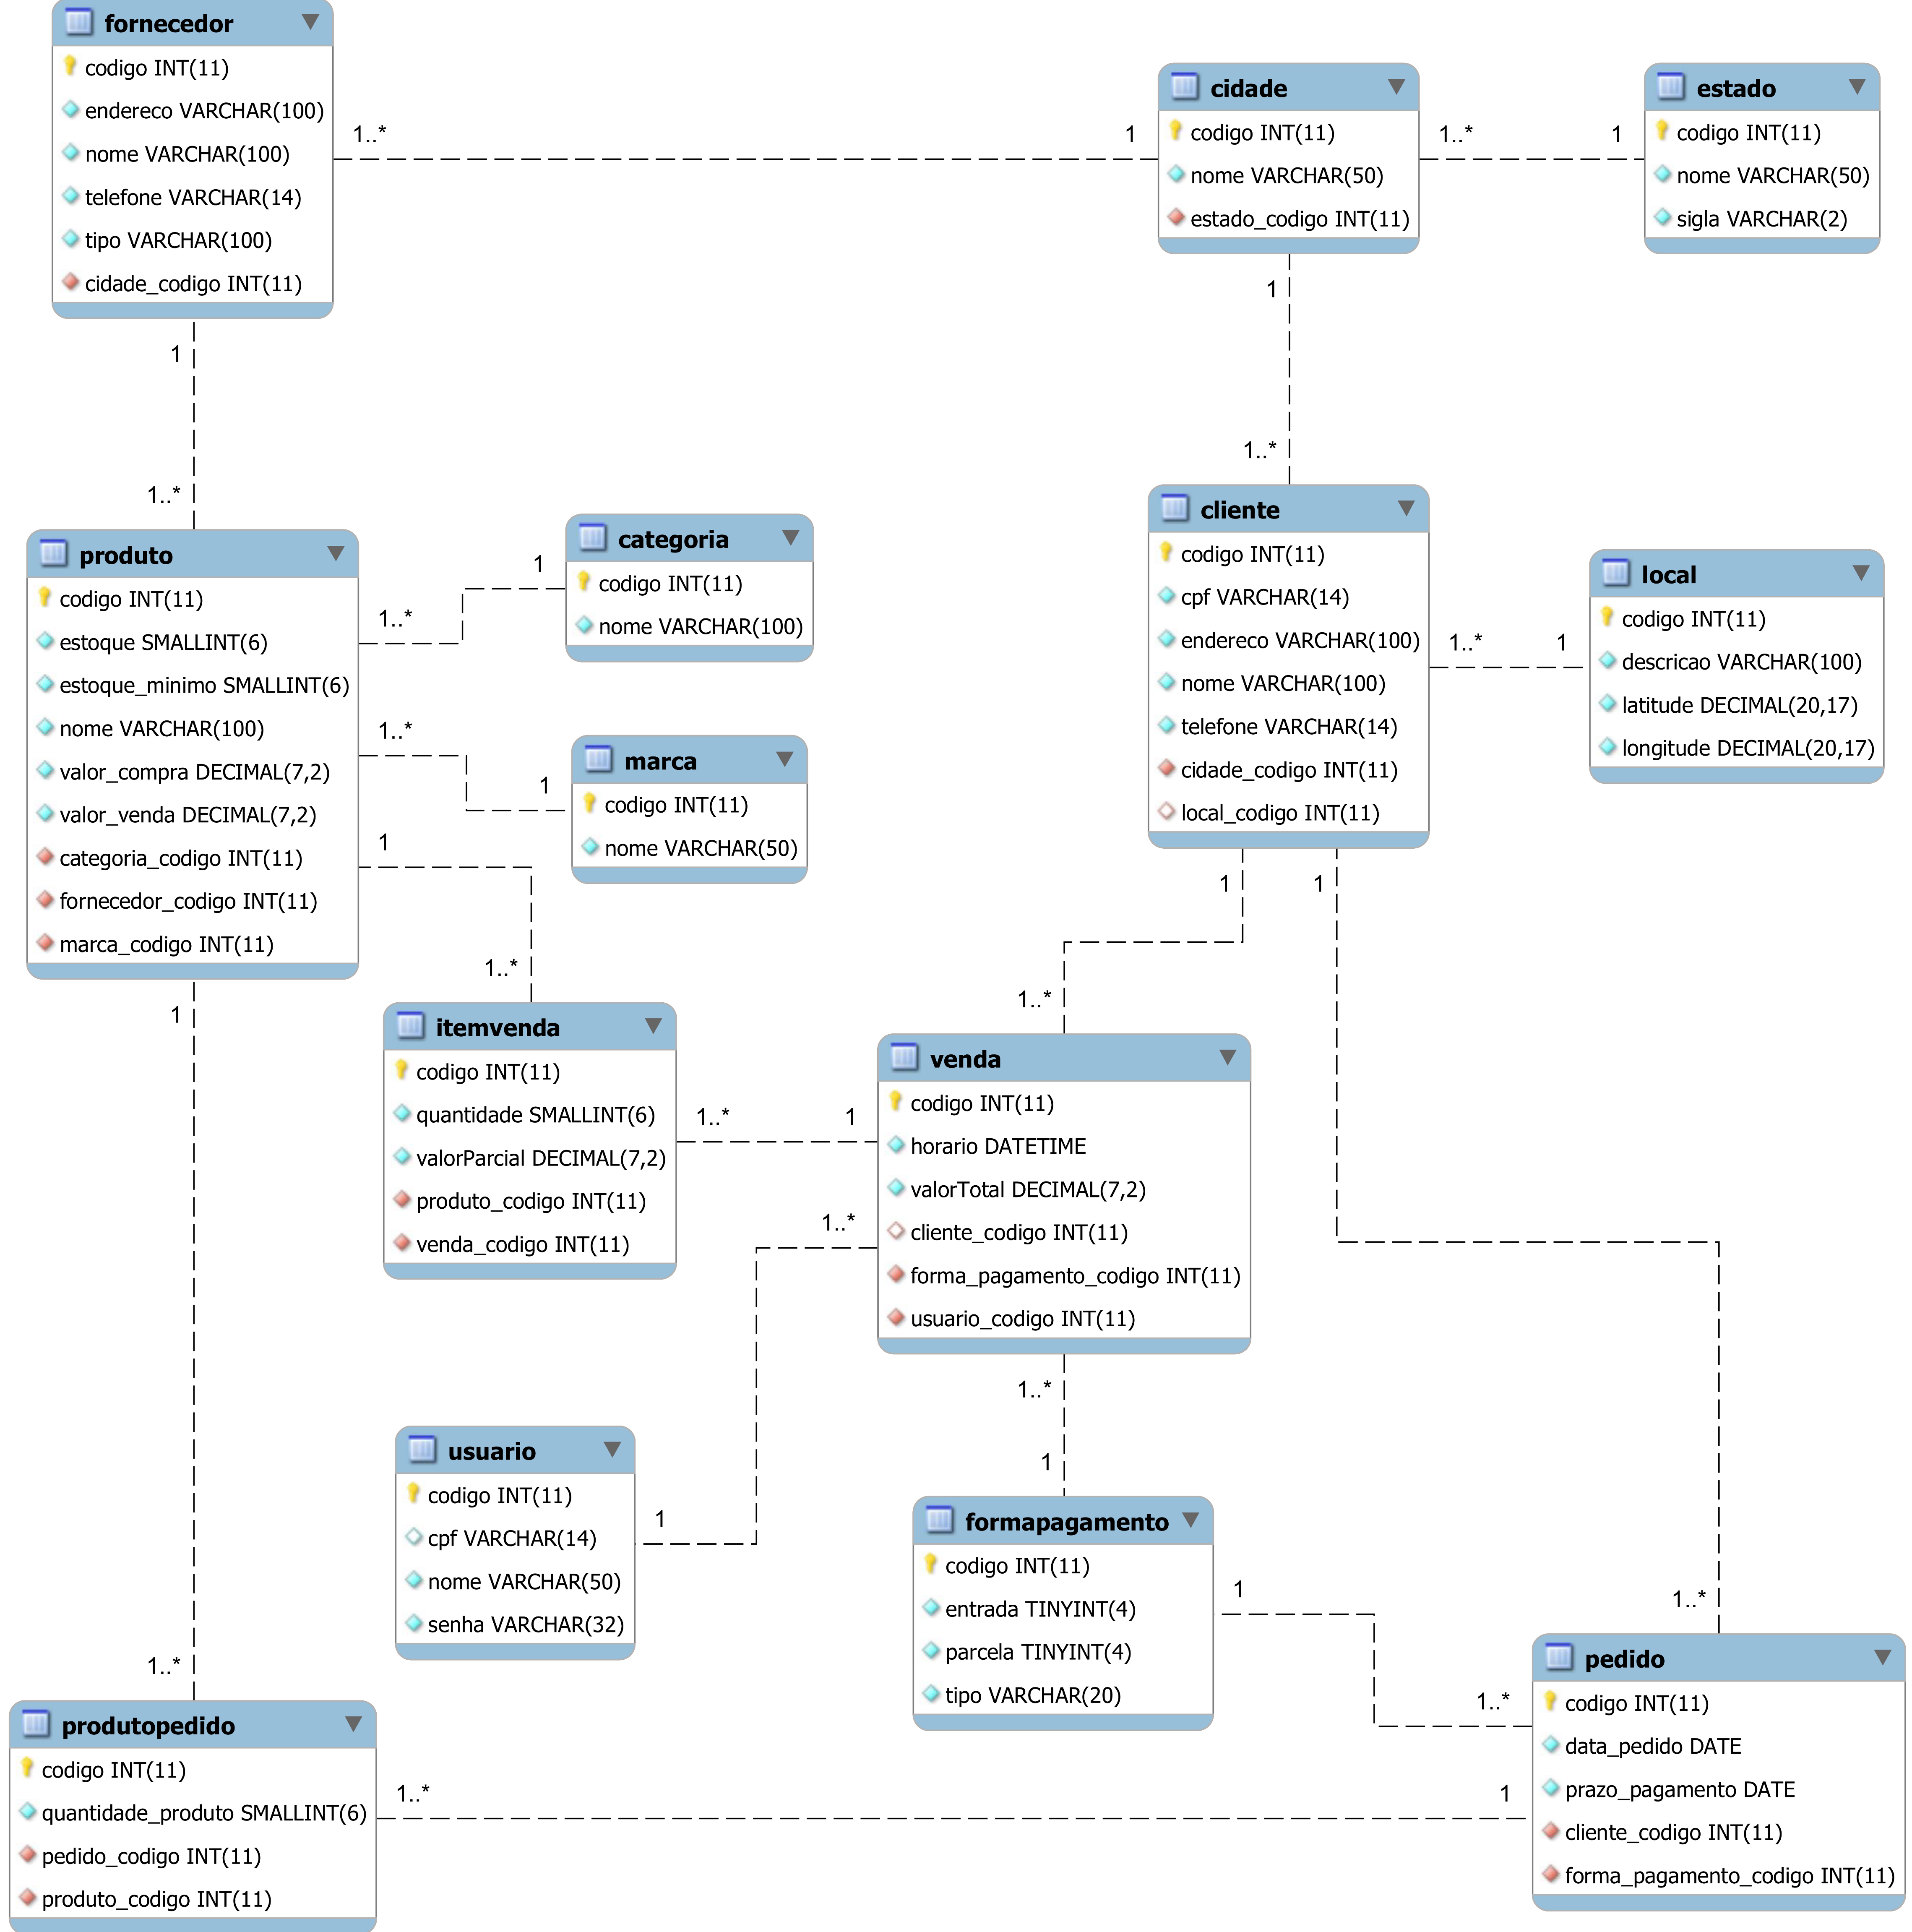 fornecedor
codigo INT(11)
endereco VARCHAR(100)
nome VARCHAR(100)
telefone VARCHAR(14)
tipo VARCHAR(100)
cidade_codigo INT(11)
1..*
1
cidade
codigo INT(11)
nome VARCHAR(50)
estado_codigo INT(11)
1..*
1
estado
codigo INT(11)
nome VARCHAR(50)
sigla VARCHAR(2)
1
1..*
1
1..*
produto
codigo INT(11)
estoque SMALLINT(6)
estoque_minimo SMALLINT(6)
nome VARCHAR(100)
valor_compra DECIMAL(7,2)
valor_venda DECIMAL(7,2)
categoria_codigo INT(11)
fornecedor_codigo INT(11)
marca_codigo INT(11)
1..*
1
categoria
codigo INT(11)
nome VARCHAR(100)
1..*
1
marca
codigo INT(11)
nome VARCHAR(50)
cliente
codigo INT(11)
cpf VARCHAR(14)
endereco VARCHAR(100)
nome VARCHAR(100)
telefone VARCHAR(14)
cidade_codigo INT(11)
local_codigo INT(11)
1..*
1
local
codigo INT(11)
descricao VARCHAR(100)
latitude DECIMAL(20,17)
longitude DECIMAL(20,17)
1
1..*
1
1..*
1
1
itemvenda
codigo INT(11)
quantidade SMALLINT(6)
valorParcial DECIMAL(7,2)
produto_codigo INT(11)
venda_codigo INT(11)
1..*
1
venda
codigo INT(11)
horario DATETIME
valorTotal DECIMAL(7,2)
cliente_codigo INT(11)
forma_pagamento_codigo INT(11)
usuario_codigo INT(11)
1..*
1..*
1
usuario
codigo INT(11)
cpf VARCHAR(14)
nome VARCHAR(50)
senha VARCHAR(32)
1
formapagamento
codigo INT(11)
entrada TINYINT(4)
parcela TINYINT(4)
tipo VARCHAR(20)
1
1..*
1..*
pedido
codigo INT(11)
data_pedido DATE
prazo_pagamento DATE
cliente_codigo INT(11)
forma_pagamento_codigo INT(11)
1..*
produtopedido
codigo INT(11)
quantidade_produto SMALLINT(6)
pedido_codigo INT(11)
produto_codigo INT(11)
1..*
1